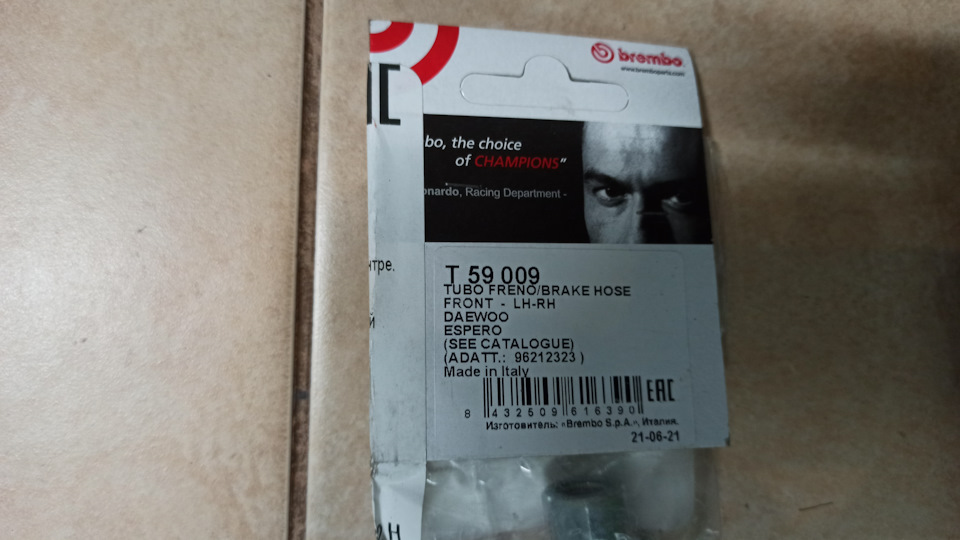 brembo
www.bremboparts.com
bo, the choice
of CHAMPIONS"
onardo, Racing Department -
нтре.
й
T 59 009
TUBO FRENO/BRAKE HOSE
FRONT - LH-RH
DAEWOO
ESPERO
(SEE CATALOGUE)
(ADATT.: 96212323 )
Made in Italy
EAC
8 432509 616390
Изготовитель: «Brembo S.p.A.», Италия.
21-06-21